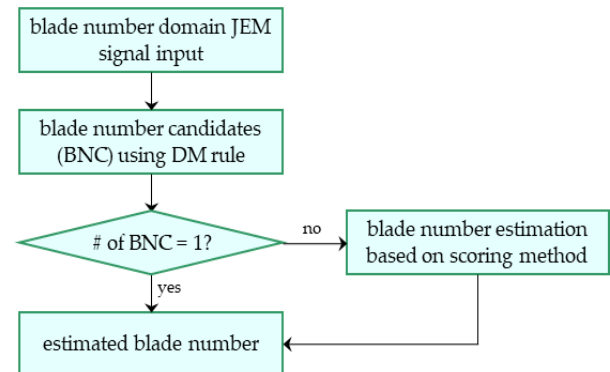 blade number domain JEM
signal input
blade number candidates
(BNC) using DM rule
# of BNC = 1?
no
blade number estimation
based on scoring method
yes
estimated blade number